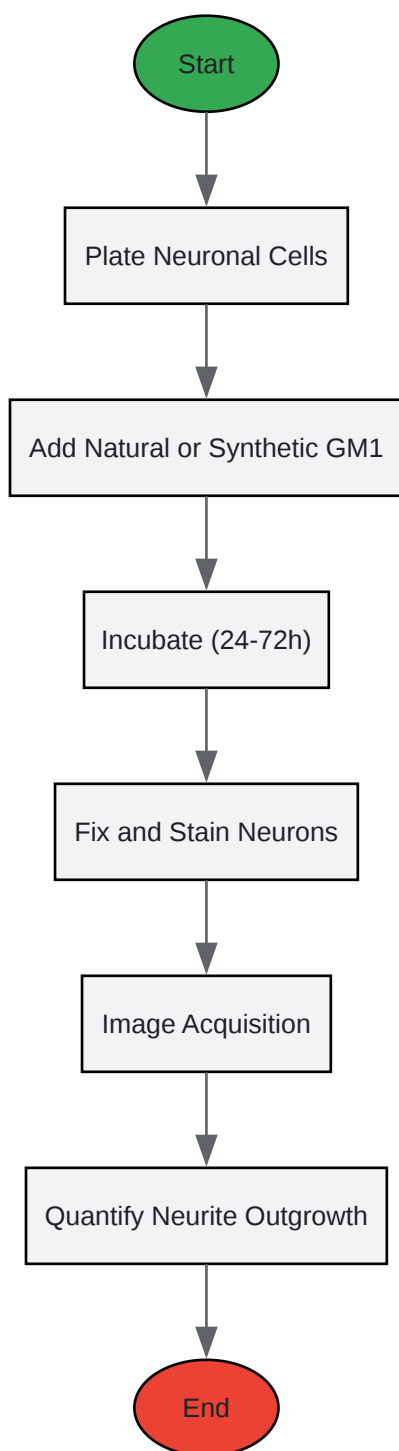 Start
Plate Neuronal Cells
Add Natural or Synthetic GM1
Incubate (24-72h)
Fix and Stain Neurons
Image Acquisition
Quantify Neurite Outgrowth
End